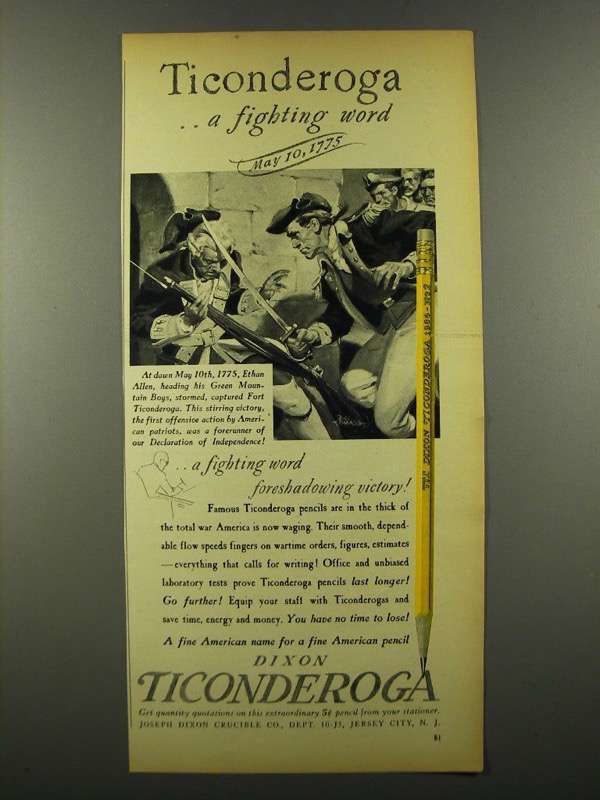 Ticonderoga
.. a fighting word
May 10, 1775
THE DIXON TICONDEROGA 1386-No2
At dawn May 10th, 1775, Ethan
Allen, heading his Green Moun-
tain Boys, stormed, captured Fort
Ticonderoga. This stirring victory,
the first offensive action by Ameri-
can patriots, was a forerunner of
our Declaration of Independence!
.. a fighting word
foreshadowing victory!
Famous Ticonderoga pencils are in the thick of
the total war America is now waging. Their smooth, depend-
able flow speeds fingers on wartime orders, figures, estimates
—everything that calls for writing! Office and unbiased
laboratory tests prove Ticonderoga pencils last longer!
Go further! Equip your staff with Ticonderogas and
save time, energy and money. You have no time to lose!
A fine American name for a fine American pencil
DIXON
TICONDEROGA
Get quantity quotations on this extraordinary 5¢ pencil from your stationer.
JOSEPH DIXON CRUCIBLE CO., DEPT. 10-J5, JERSEY CITY, N. J.
81